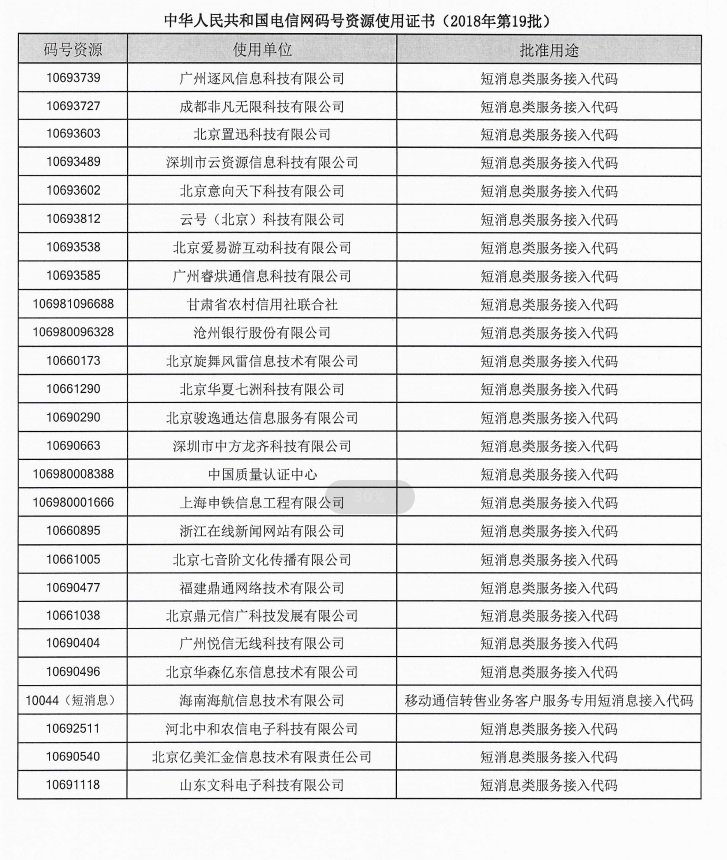 中华人民共和国电信网码号资源使用证书（2018年第19批）
码号资源 使用单位 批准用途
10693739 广州逐风信息科技有限公司 短消息类服务接入代码
10693727 成都非凡无限科技有限公司 短消息类服务接入代码
10693603 北京置迅科技有限公司 短消息类服务接入代码
10693489 深圳市云资源信息科技有限公司 短消息类服务接入代码
10693602 北京意向天下科技有限公司 短消息类服务接入代码
10693812 云号（北京）科技有限公司 短消息类服务接入代码
10693538 北京爱易游互动科技有限公司 短消息类服务接入代码
10693585 广州睿烘通信息科技有限公司 短消息类服务接入代码
106981096688 甘肃省农村信用社联合社 短消息类服务接入代码
106980096328 沧州银行股份有限公司 短消息类服务接入代码
10660173 北京旋舞风雷信息技术有限公司 短消息类服务接入代码
10661290 北京华夏七洲科技有限公司 短消息类服务接入代码
10690290 北京骏逸通达信息服务有限公司 短消息类服务接入代码
10690663 深圳市中方龙齐科技有限公司 短消息类服务接入代码
106980008388 中国质量认证中心 短消息类服务接入代码
106980001666 上海申铁信息工程有限公司 短消息类服务接入代码
10660895 浙江在线新闻网站有限公司 短消息类服务接入代码
10661005 北京七音阶文化传播有限公司 短消息类服务接入代码
10690477 福建鼎通网络技术有限公司 短消息类服务接入代码
10661038 北京鼎元信广科技发展有限公司 短消息类服务接入代码
10690404 广州悦信无线科技有限公司 短消息类服务接入代码
10690496 北京华森亿东信息技术有限公司 短消息类服务接入代码
10044（短消息） 海南海航信息技术有限公司 移动通信转售业务客户服务专用短消息接入代码
10692511 河北中和农信电子科技有限公司 短消息类服务接入代码
10690540 北京亿美汇金信息技术有限责任公司 短消息类服务接入代码
10691118 山东文科电子科技有限公司 短消息类服务接入代码